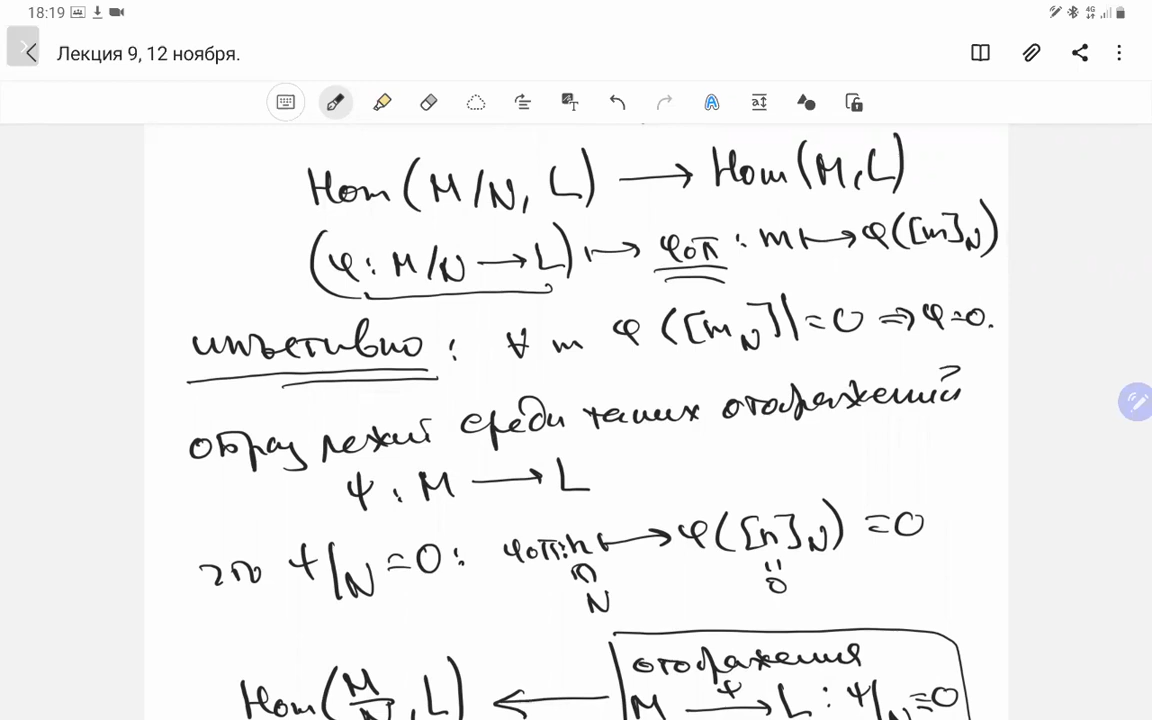 18:19
4G
Лекция 9, 12 ноября.
Hom(M/N, L) → Hom(M, L)
(φ: M/N → L) ↦ φ∘π : m ↦ φ([m]_N)
инъективно : ∀ m φ([m_N]) = 0 ⇒ φ=0.
образ лежит среди таких отображений
ψ : M → L
что ψ|_N = 0 : φ∘π: n ↦ φ([n]_N) = 0
∩ N = 0
отображения
Hom(M/N, L) ← M →^ψ L : ψ|_N = 0